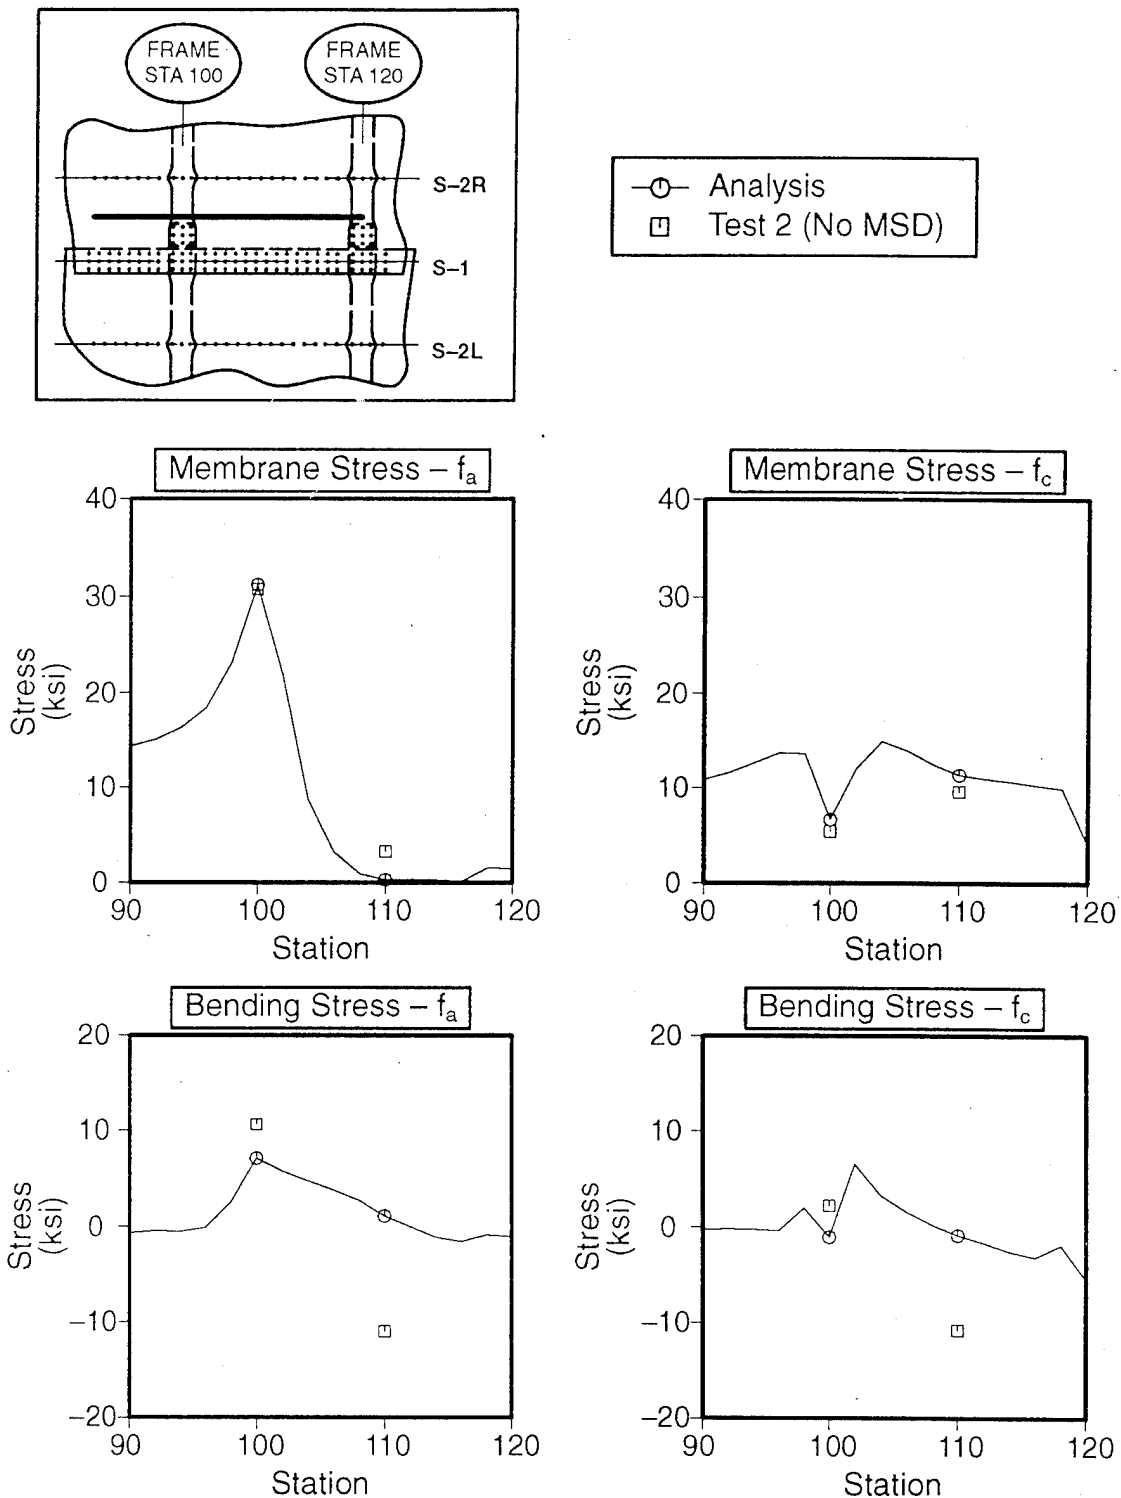 FRAME
STA 100
FRAME
STA 120
S-2R
S-1
S-2L
Analysis
Test 2 (No MSD)
Membrane Stress – fa
40
30
20
10
0
Stress
(ksi)
90
100
110
120
Station
Membrane Stress – fc
40
30
20
10
0
Stress
(ksi)
90
100
110
120
Station
Bending Stress – fa
20
10
0
–10
–20
Stress
(ksi)
90
100
110
120
Station
Bending Stress – fc
20
10
0
–10
–20
Stress
(ksi)
90
100
110
120
Station